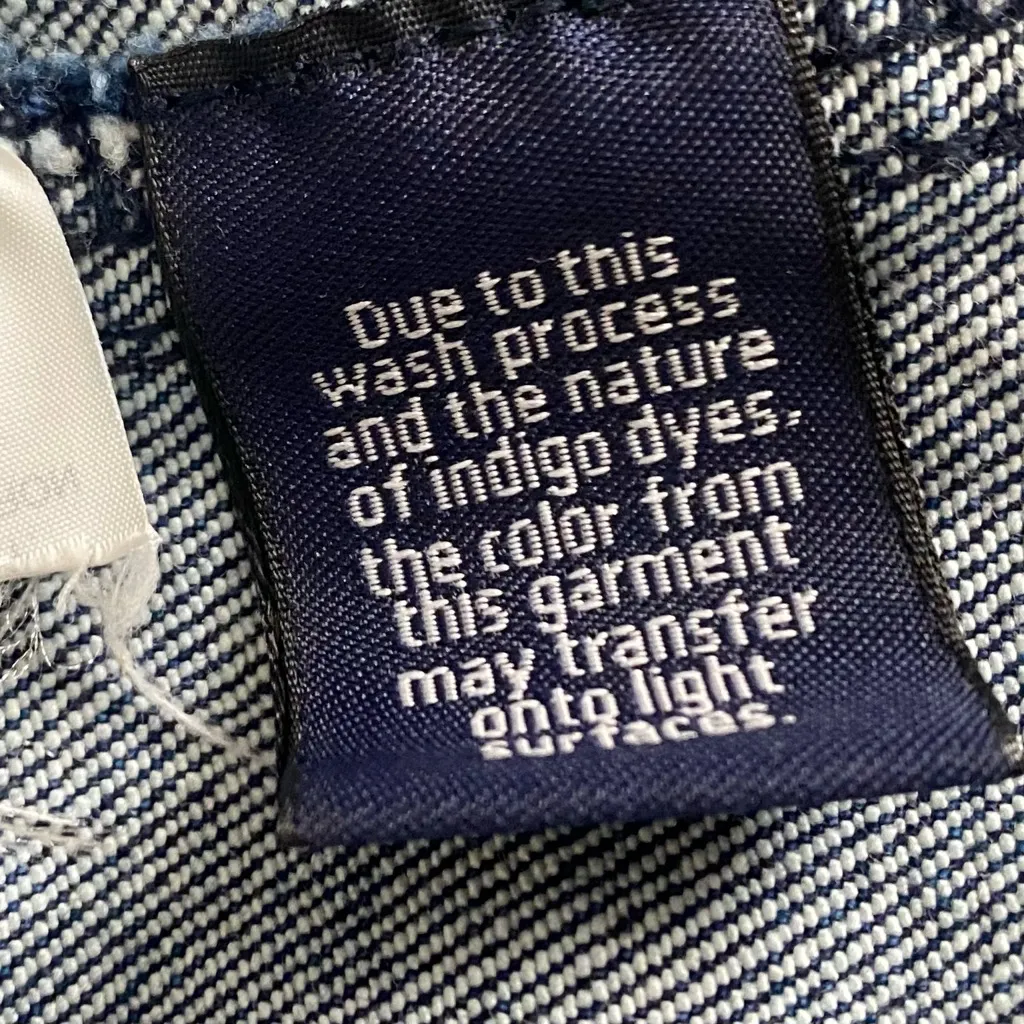 Due to this
wash process
and the nature
of indigo dyes,
the color from
this garment
may transfer
onto light
surfaces.